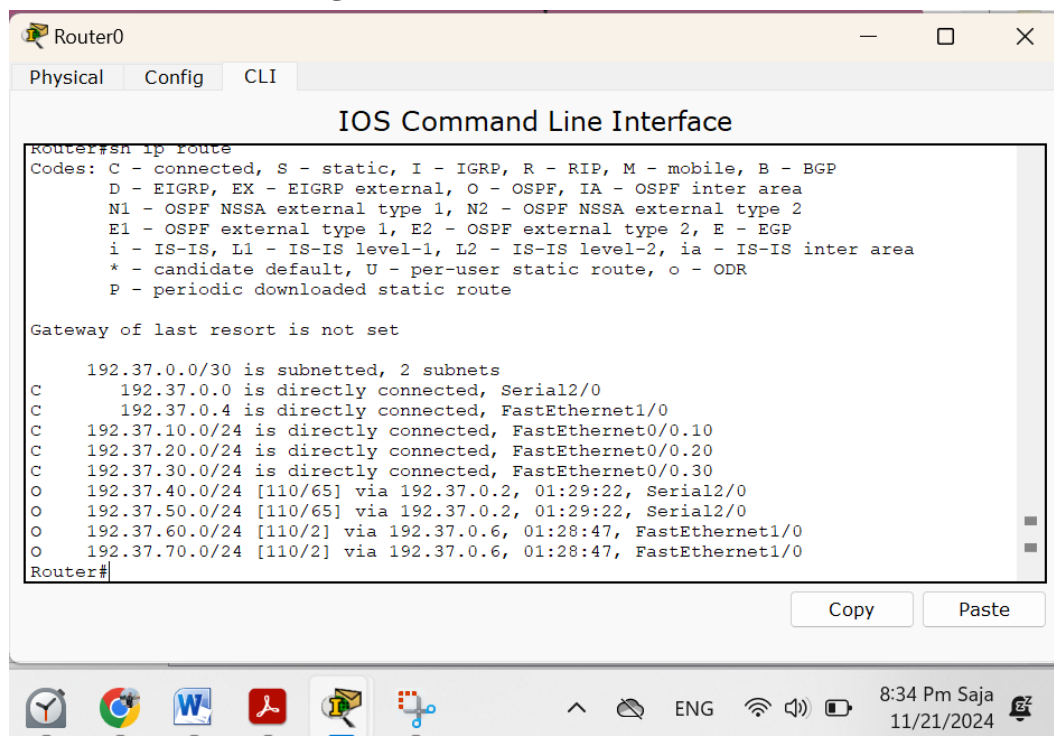 Router0
Physical Config CLI
IOS Command Line Interface
Router#sh ip route
Codes: C - connected, S - static, I - IGRP, R - RIP, M - mobile, B - BGP
       D - EIGRP, EX - EIGRP external, O - OSPF, IA - OSPF inter area
       N1 - OSPF NSSA external type 1, N2 - OSPF NSSA external type 2
       E1 - OSPF external type 1, E2 - OSPF external type 2, E - EGP
       i - IS-IS, L1 - IS-IS level-1, L2 - IS-IS level-2, ia - IS-IS inter area
       * - candidate default, U - per-user static route, o - ODR
       P - periodic downloaded static route
Gateway of last resort is not set
     192.37.0.0/30 is subnetted, 2 subnets
C       192.37.0.0 is directly connected, Serial2/0
C       192.37.0.4 is directly connected, FastEthernet1/0
C    192.37.10.0/24 is directly connected, FastEthernet0/0.10
C    192.37.20.0/24 is directly connected, FastEthernet0/0.20
C    192.37.30.0/24 is directly connected, FastEthernet0/0.30
O    192.37.40.0/24 [110/65] via 192.37.0.2, 01:29:22, Serial2/0
O    192.37.50.0/24 [110/65] via 192.37.0.2, 01:29:22, Serial2/0
O    192.37.60.0/24 [110/2] via 192.37.0.6, 01:28:47, FastEthernet1/0
O    192.37.70.0/24 [110/2] via 192.37.0.6, 01:28:47, FastEthernet1/0
Router#
Copy Paste
ENG 8:34 Pm Saja
11/21/2024